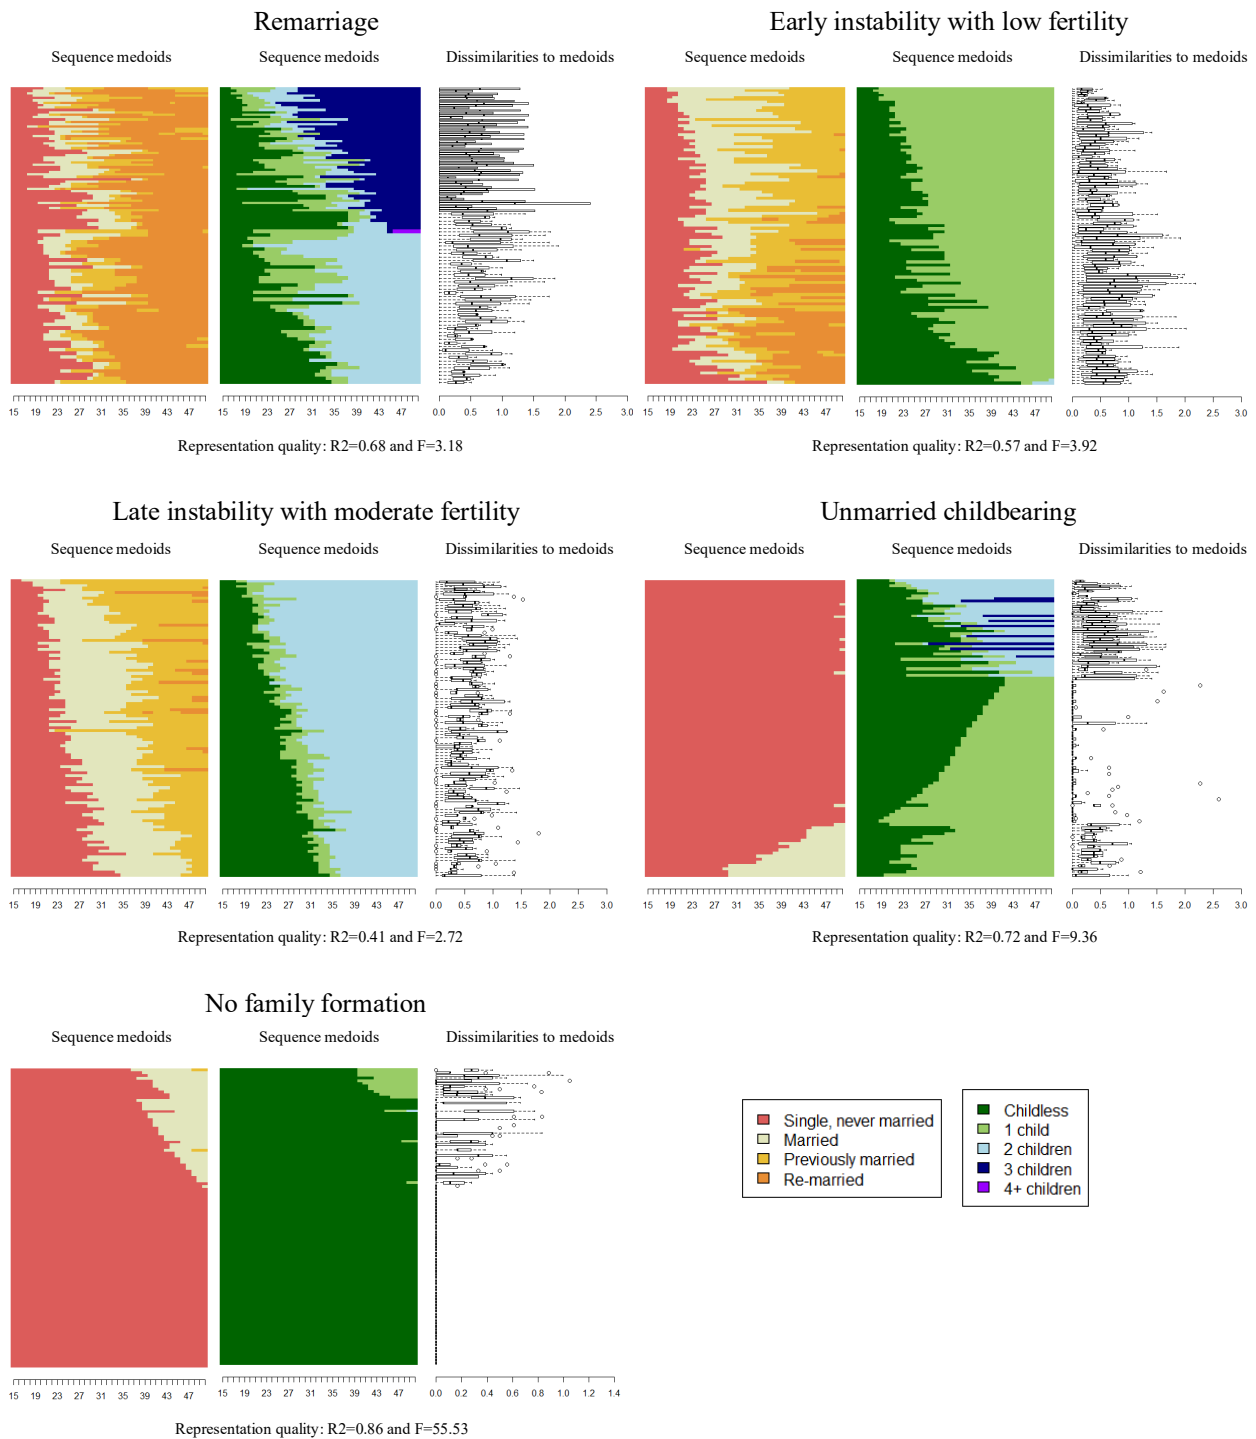 Remarriage
Sequence medoids Sequence medoids Dissimilarities to medoids
15 19 23 27 31 35 39 43 47 15 19 23 27 31 35 39 43 47 0.0 0.5 1.0 1.5 2.0 2.5 3.0
Representation quality: R2=0.68 and F=3.18
Early instability with low fertility
Sequence medoids Sequence medoids Dissimilarities to medoids
15 19 23 27 31 35 39 43 47 15 19 23 27 31 35 39 43 47 0.0 0.5 1.0 1.5 2.0 2.5 3.0
Representation quality: R2=0.57 and F=3.92
Late instability with moderate fertility
Sequence medoids Sequence medoids Dissimilarities to medoids
15 19 23 27 31 35 39 43 47 15 19 23 27 31 35 39 43 47 0.0 0.5 1.0 1.5 2.0 2.5 3.0
Representation quality: R2=0.41 and F=2.72
Unmarried childbearing
Sequence medoids Sequence medoids Dissimilarities to medoids
15 19 23 27 31 35 39 43 47 15 19 23 27 31 35 39 43 47 0.0 0.5 1.0 1.5 2.0 2.5 3.0
Representation quality: R2=0.72 and F=9.36
No family formation
Sequence medoids Sequence medoids Dissimilarities to medoids
15 19 23 27 31 35 39 43 47 15 19 23 27 31 35 39 43 47 0.0 0.2 0.4 0.6 0.8 1.0 1.2 1.4
Representation quality: R2=0.86 and F=55.53
Single, never married
Married
Previously married
Re-married
Childless
1 child
2 children
3 children
4+ children